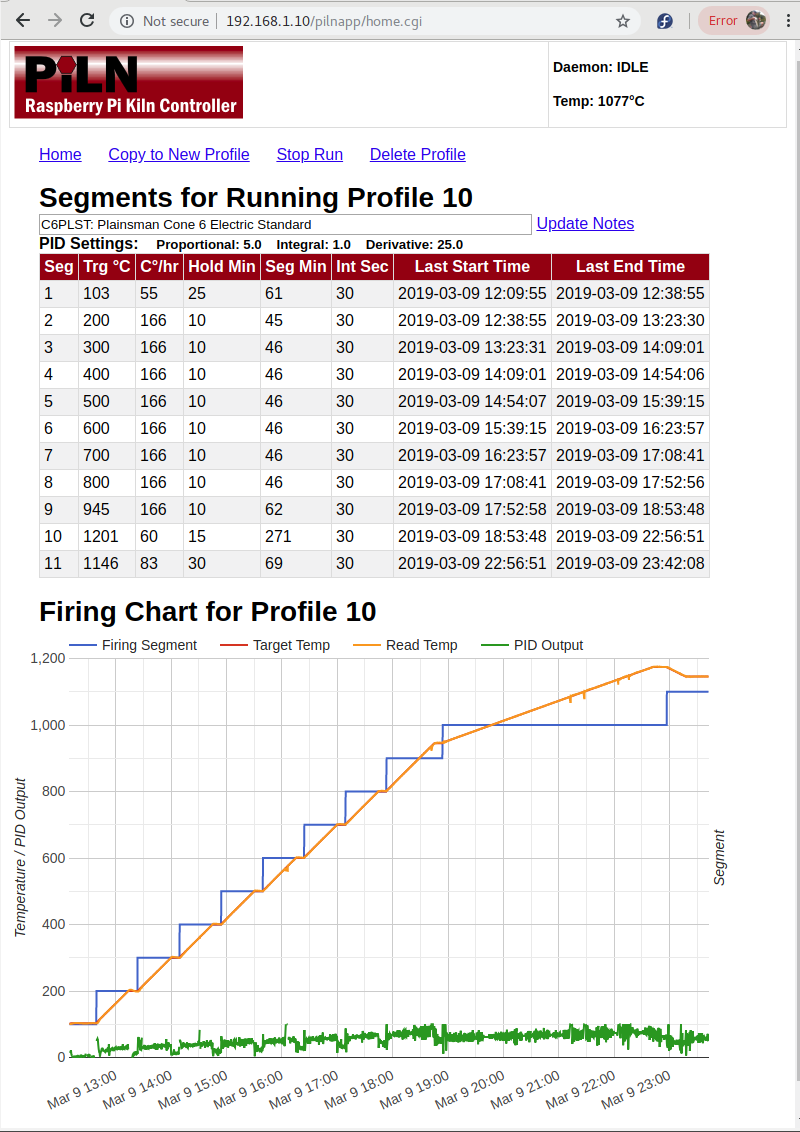 Not secure | 192.168.1.10/pilnapp/home.cgi Error
PiLN
Raspberry Pi Kiln Controller
Daemon: IDLE
Temp: 1077°C
Home Copy to New Profile Stop Run Delete Profile
Segments for Running Profile 10
C6PLST: Plainsman Cone 6 Electric Standard Update Notes
PID Settings: Proportional: 5.0 Integral: 1.0 Derivative: 25.0
Seg Trg °C C°/hr Hold Min Seg Min Int Sec Last Start Time Last End Time
1 103 55 25 61 30 2019-03-09 12:09:55 2019-03-09 12:38:55
2 200 166 10 45 30 2019-03-09 12:38:55 2019-03-09 13:23:30
3 300 166 10 46 30 2019-03-09 13:23:31 2019-03-09 14:09:01
4 400 166 10 46 30 2019-03-09 14:09:01 2019-03-09 14:54:06
5 500 166 10 46 30 2019-03-09 14:54:07 2019-03-09 15:39:15
6 600 166 10 46 30 2019-03-09 15:39:15 2019-03-09 16:23:57
7 700 166 10 46 30 2019-03-09 16:23:57 2019-03-09 17:08:41
8 800 166 10 46 30 2019-03-09 17:08:41 2019-03-09 17:52:56
9 945 166 10 62 30 2019-03-09 17:52:58 2019-03-09 18:53:48
10 1201 60 15 271 30 2019-03-09 18:53:48 2019-03-09 22:56:51
11 1146 83 30 69 30 2019-03-09 22:56:51 2019-03-09 23:42:08
Firing Chart for Profile 10
Firing Segment Target Temp Read Temp PID Output
1,200
1,000
800
600
400
200
0
Temperature / PID Output
Segment
Mar 9 13:00 Mar 9 14:00 Mar 9 15:00 Mar 9 16:00 Mar 9 17:00 Mar 9 18:00 Mar 9 19:00 Mar 9 20:00 Mar 9 21:00 Mar 9 22:00 Mar 9 23:00